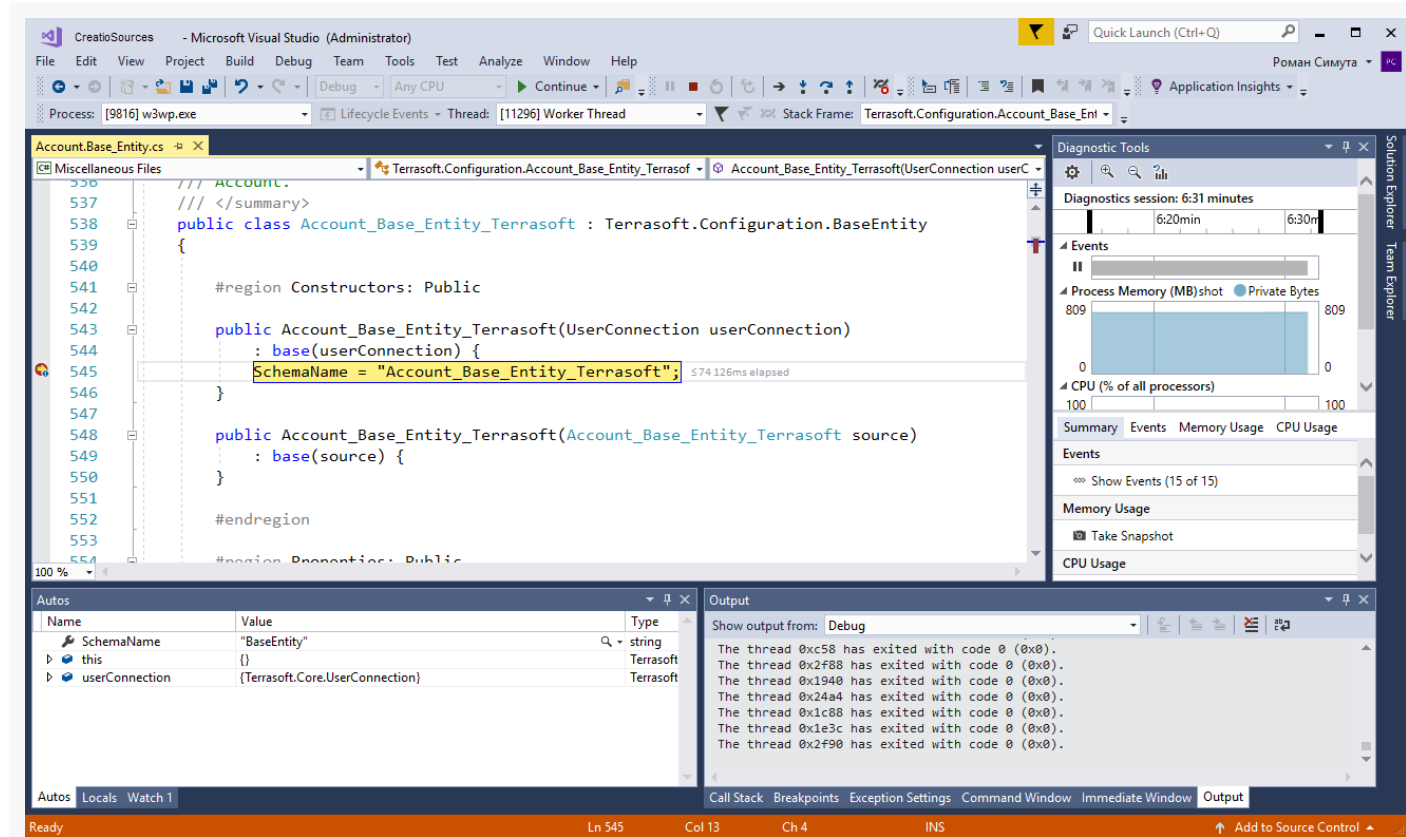 CreatioSources - Microsoft Visual Studio (Administrator)
Quick Launch (Ctrl+Q)
File Edit View Project Build Debug Team Tools Test Analyze Window Help
Роман Симута PC
Debug Any CPU Continue Application Insights
Process: [9816] w3wp.exe Lifecycle Events Thread: [11296] Worker Thread Stack Frame: Terrasoft.Configuration.Account_Base_Ent
Account.Base_Entity.cs
C# Miscellaneous Files Terrasoft.Configuration.Account_Base_Entity_Terrasof Account_Base_Entity_Terrasoft(UserConnection userC
536 /// Account.
537 /// </summary>
538 public class Account_Base_Entity_Terrasoft : Terrasoft.Configuration.BaseEntity
539 {
540
541 #region Constructors: Public
542
543 public Account_Base_Entity_Terrasoft(UserConnection userConnection)
544 : base(userConnection) {
545 SchemaName = "Account_Base_Entity_Terrasoft"; ≤74 126ms elapsed
546 }
547
548 public Account_Base_Entity_Terrasoft(Account_Base_Entity_Terrasoft source)
549 : base(source) {
550 }
551
552 #endregion
553
554 #region Properties: Public
100 %
Diagnostic Tools
Diagnostics session: 6:31 minutes
6:20min 6:30m
Events
Process Memory (MB) shot Private Bytes
809 809
0 0
CPU (% of all processors)
100 100
Summary Events Memory Usage CPU Usage
Events
Show Events (15 of 15)
Memory Usage
Take Snapshot
CPU Usage
Solution Explorer
Team Explorer
Autos
Name Value Type
SchemaName "BaseEntity" string
this {} Terrasoft
userConnection {Terrasoft.Core.UserConnection} Terrasoft
Autos Locals Watch 1
Output
Show output from: Debug
The thread 0xc58 has exited with code 0 (0x0).
The thread 0x2f88 has exited with code 0 (0x0).
The thread 0x1940 has exited with code 0 (0x0).
The thread 0x24a4 has exited with code 0 (0x0).
The thread 0x1c88 has exited with code 0 (0x0).
The thread 0x1e3c has exited with code 0 (0x0).
The thread 0x2f90 has exited with code 0 (0x0).
Call Stack Breakpoints Exception Settings Command Window Immediate Window Output
Ready Ln 545 Col 13 Ch 4 INS Add to Source Control